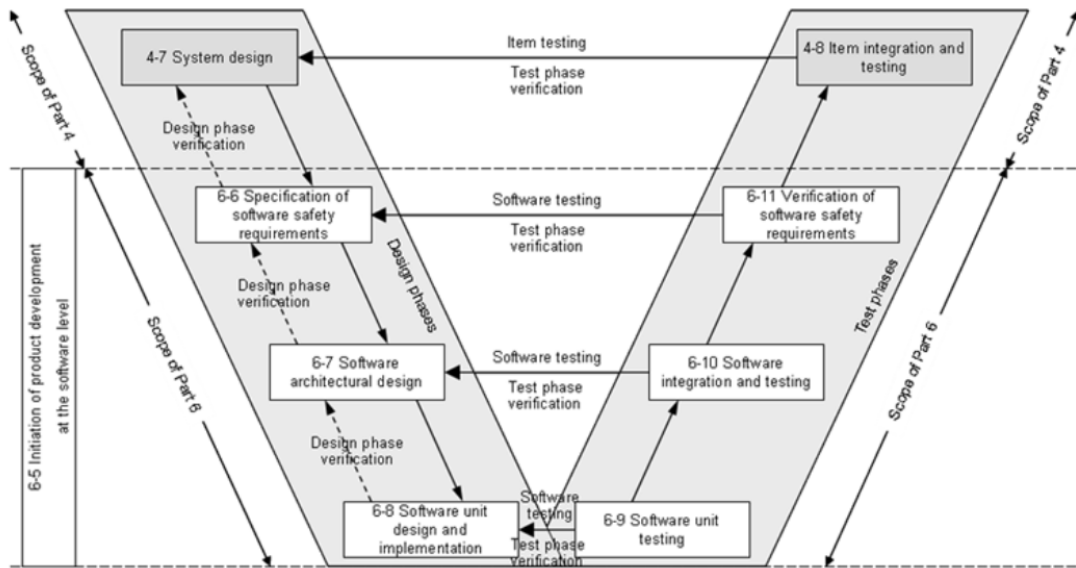 4-7 System design
Item testing
Test phase
verification
4-8 Item integration and
testing
Scope of Part 4
Scope of Part 4
Design phase
verification
6-6 Specification of
software safety
requirements
Software testing
Test phase
verification
6-11 Verification of
software safety
requirements
Design phases
Test phases
Design phase
verification
6-5 Initiation of product development
at the software level
Scope of Part 6
Scope of Part 6
6-7 Software
architectural design
Software testing
Test phase
verification
6-10 Software
integration and testing
Design phase
verification
6-8 Software unit
design and
implementation
Software
testing
Test phase
verification
6-9 Software unit
testing